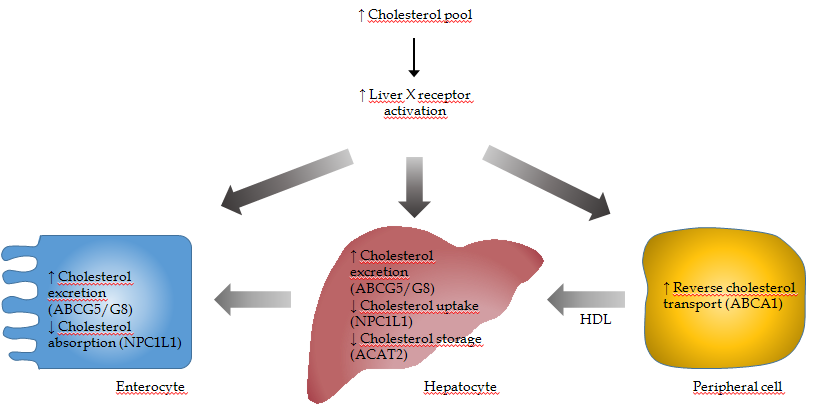 ↑ Cholesterol pool
↑ Liver X receptor
activation
↑ Cholesterol
excretion
(ABCG5/G8)
↓ Cholesterol
absorption (NPC1L1)
Enterocyte
↑ Cholesterol
excretion
(ABCG5/G8)
↓ Cholesterol uptake
(NPC1L1)
↓ Cholesterol storage
(ACAT2)
Hepatocyte
HDL
↑ Reverse cholesterol
transport (ABCA1)
Peripheral cell